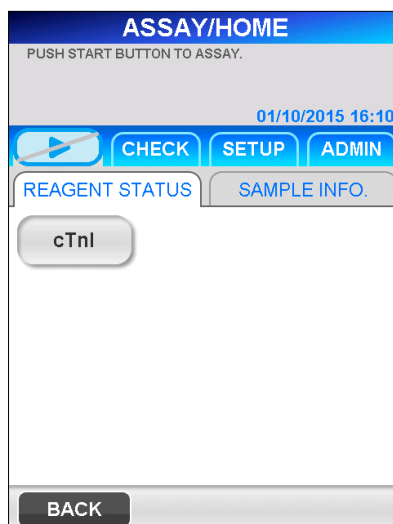 ASSAY/HOME
PUSH START BUTTON TO ASSAY.
01/10/2015 16:10
CHECK SETUP ADMIN
REAGENT STATUS SAMPLE INFO.
cTnI
BACK